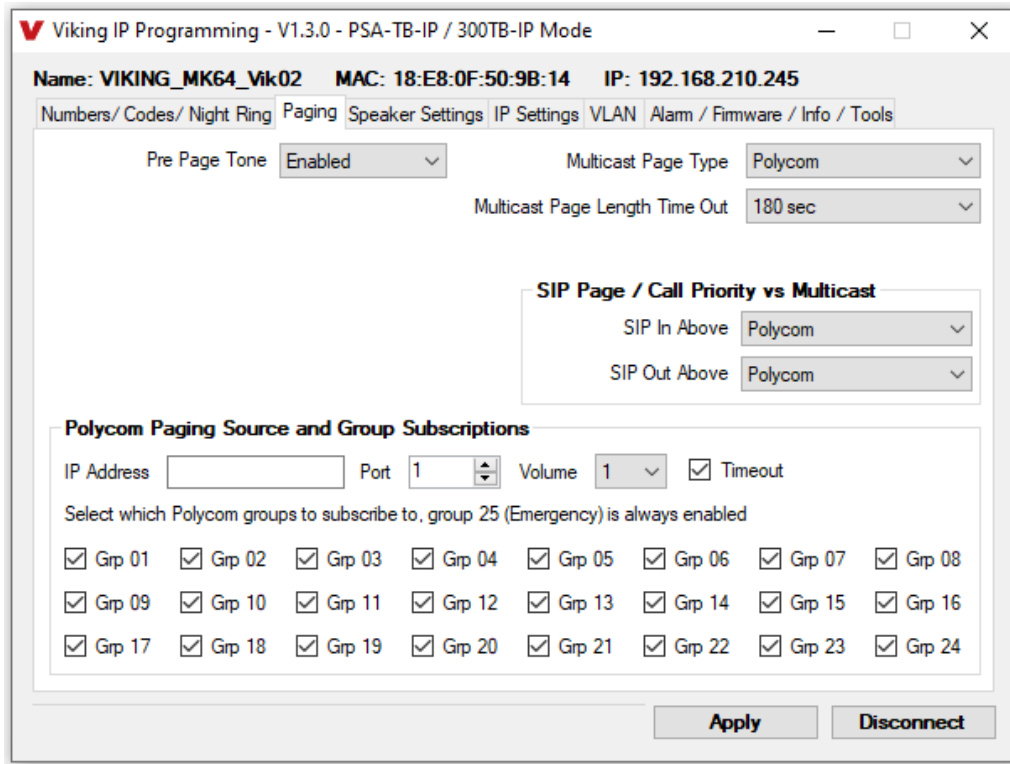 Viking IP Programming - V1.3.0 - PSA-TB-IP / 300TB-IP Mode
Name: VIKING_MK64_Vik02 MAC: 18:E8:0F:50:9B:14 IP: 192.168.210.245
Numbers/ Codes/ Night Ring Paging Speaker Settings IP Settings VLAN Alarm / Firmware / Info / Tools
Pre Page Tone Enabled Multicast Page Type Polycom
Multicast Page Length Time Out 180 sec
SIP Page / Call Priority vs Multicast
SIP In Above Polycom
SIP Out Above Polycom
Polycom Paging Source and Group Subscriptions
IP Address Port 1 Volume 1 Timeout
Select which Polycom groups to subscribe to, group 25 (Emergency) is always enabled
Grp 01 Grp 02 Grp 03 Grp 04 Grp 05 Grp 06 Grp 07 Grp 08
Grp 09 Grp 10 Grp 11 Grp 12 Grp 13 Grp 14 Grp 15 Grp 16
Grp 17 Grp 18 Grp 19 Grp 20 Grp 21 Grp 22 Grp 23 Grp 24
Apply Disconnect